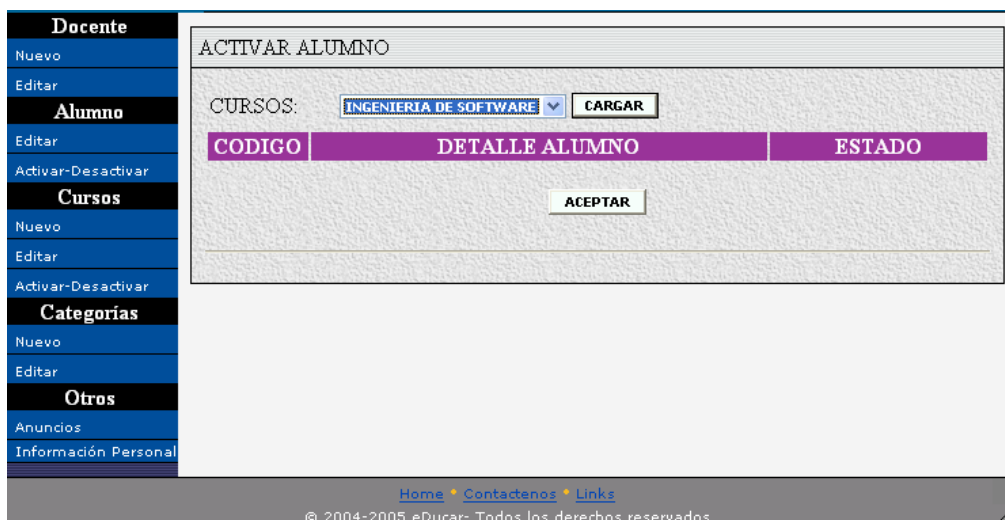 Docente
Nuevo
Editar
Alumno
Editar
Activar-Desactivar
Cursos
Nuevo
Editar
Activar-Desactivar
Categorías
Nuevo
Editar
Otros
Anuncios
Información Personal
ACTIVAR ALUMNO
CURSOS: INGENIERIA DE SOFTWARE CARGAR
CODIGO DETALLE ALUMNO ESTADO
ACEPTAR
Home • Contactenos • Links
© 2004-2005 eDucar- Todos los derechos reservados